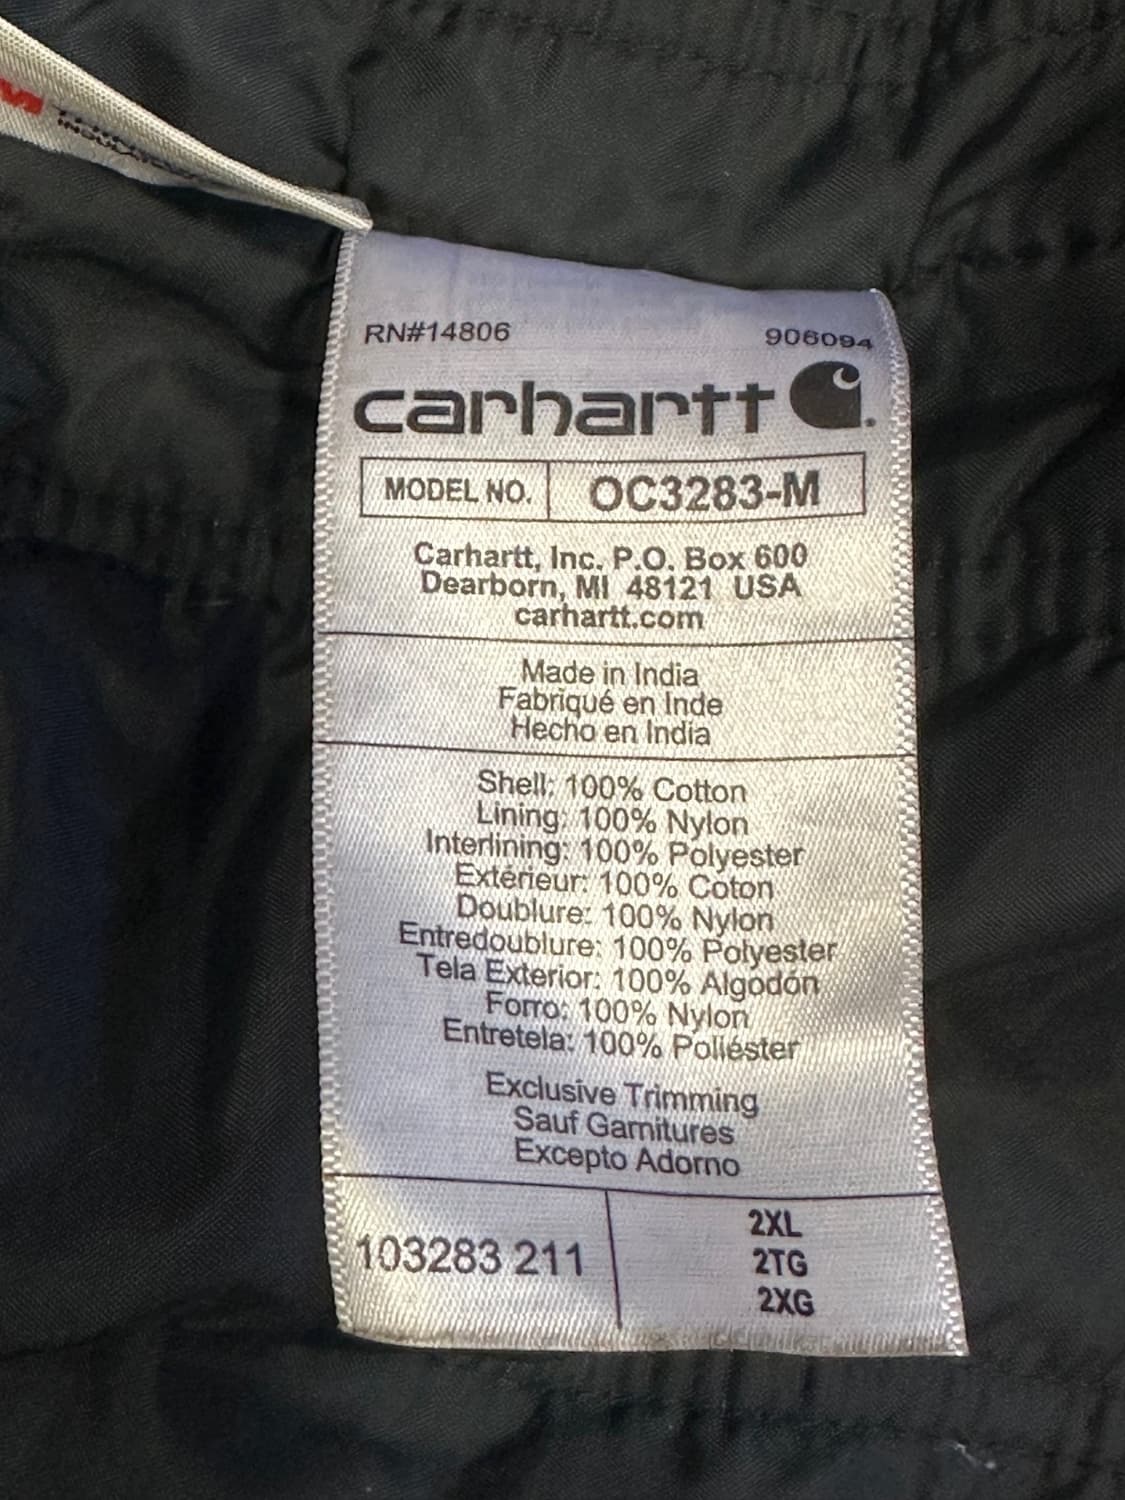 M
RN#14806 906094
carhartt
MODEL NO. OC3283-M
Carhartt, Inc. P.O. Box 600
Dearborn, MI 48121 USA
carhartt.com
Made in India
Fabriqué en Inde
Hecho en India
Shell: 100% Cotton
Lining: 100% Nylon
Interlining: 100% Polyester
Extérieur: 100% Coton
Doublure: 100% Nylon
Entredoublure: 100% Polyester
Tela Exterior: 100% Algodón
Forro: 100% Nylon
Entretela: 100% Poliéster
Exclusive Trimming
Sauf Garnitures
Excepto Adorno
103283 211
2XL
2TG
2XG